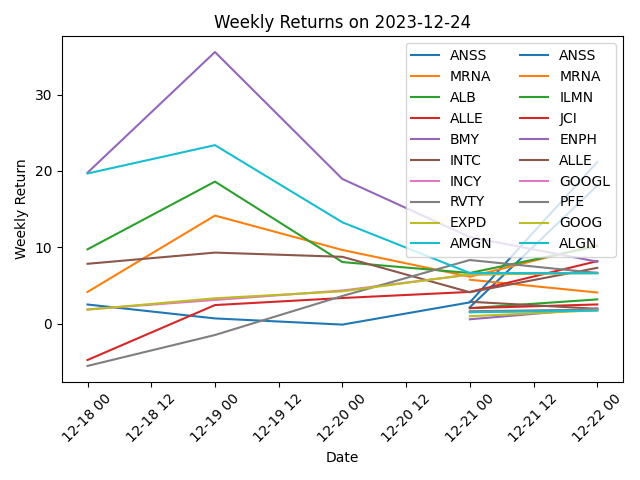 Weekly Returns on 2023-12-24
Weekly Return
30
20
10
0
ANSS ANSS
MRNA MRNA
ALB ILMN
ALLE JCI
BMY ENPH
INTC ALLE
INCY GOOGL
RVTY PFE
EXPD GOOG
AMGN ALGN
12-18 00 12-18 12 12-19 00 12-19 12 12-20 00 12-20 12 12-21 00 12-21 12 12-22 00
Date